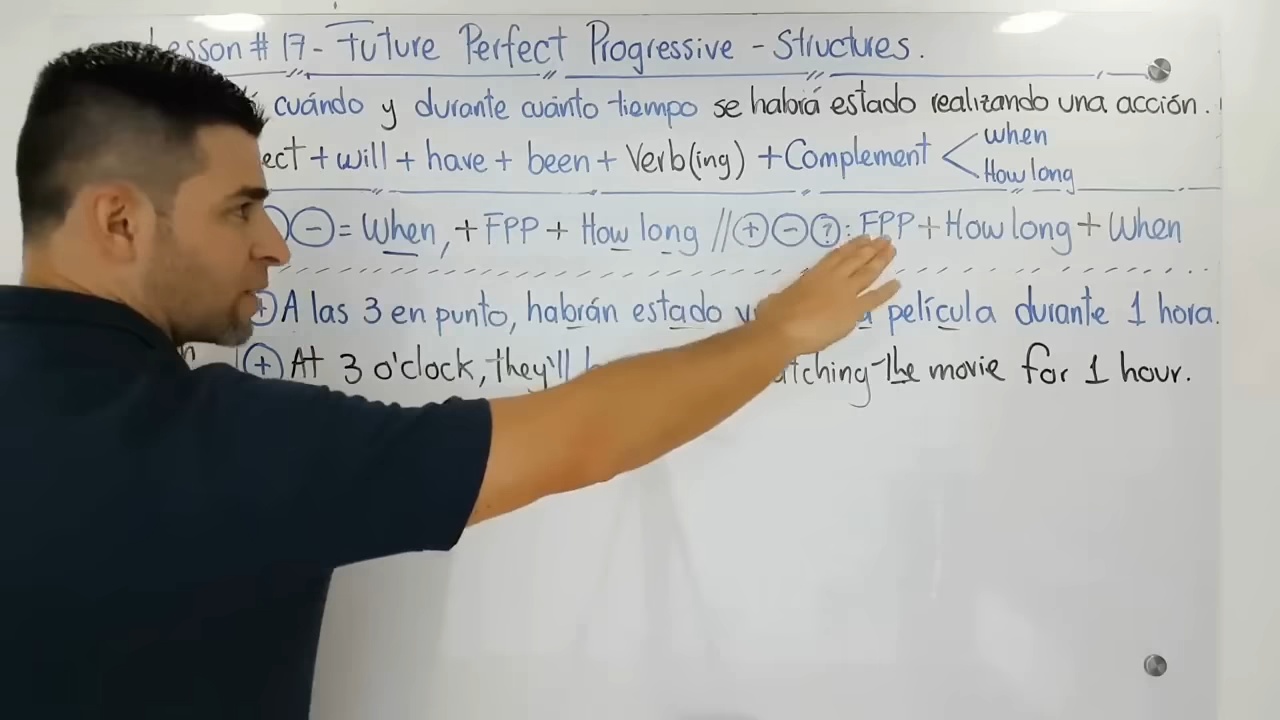 Lesson # 17 - Future Perfect Progressive - Structures.
cuándo y durante cuánto tiempo se habrá estado realizando una acción.
ect + will + have + been + Verb(ing) + Complement < when
How long
⊖ = When, + FPP + How long // ⊕ ⊖ ?: FPP + How long + When
⊕ A las 3 en punto, habrán estado película durante 1 hora.
⊕ At 3 o'clock, they'll atching the movie for 1 hour.